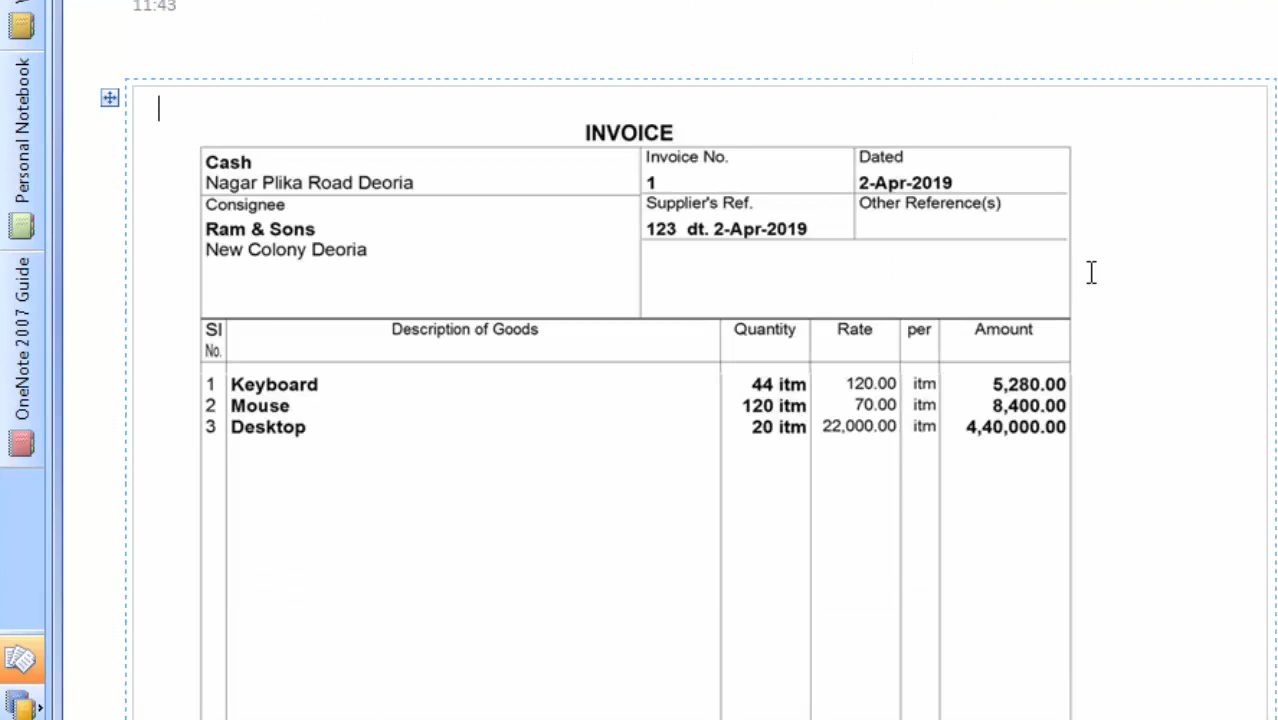 11:43
Personal Notebook
OneNote 2007 Guide
INVOICE
Cash
Nagar Plika Road Deoria
Invoice No.
1
Dated
2-Apr-2019
Consignee
Ram & Sons
New Colony Deoria
Supplier's Ref.
123 dt. 2-Apr-2019
Other Reference(s)
SI No. Description of Goods Quantity Rate per Amount
1 Keyboard 44 itm 120.00 itm 5,280.00
2 Mouse 120 itm 70.00 itm 8,400.00
3 Desktop 20 itm 22,000.00 itm 4,40,000.00